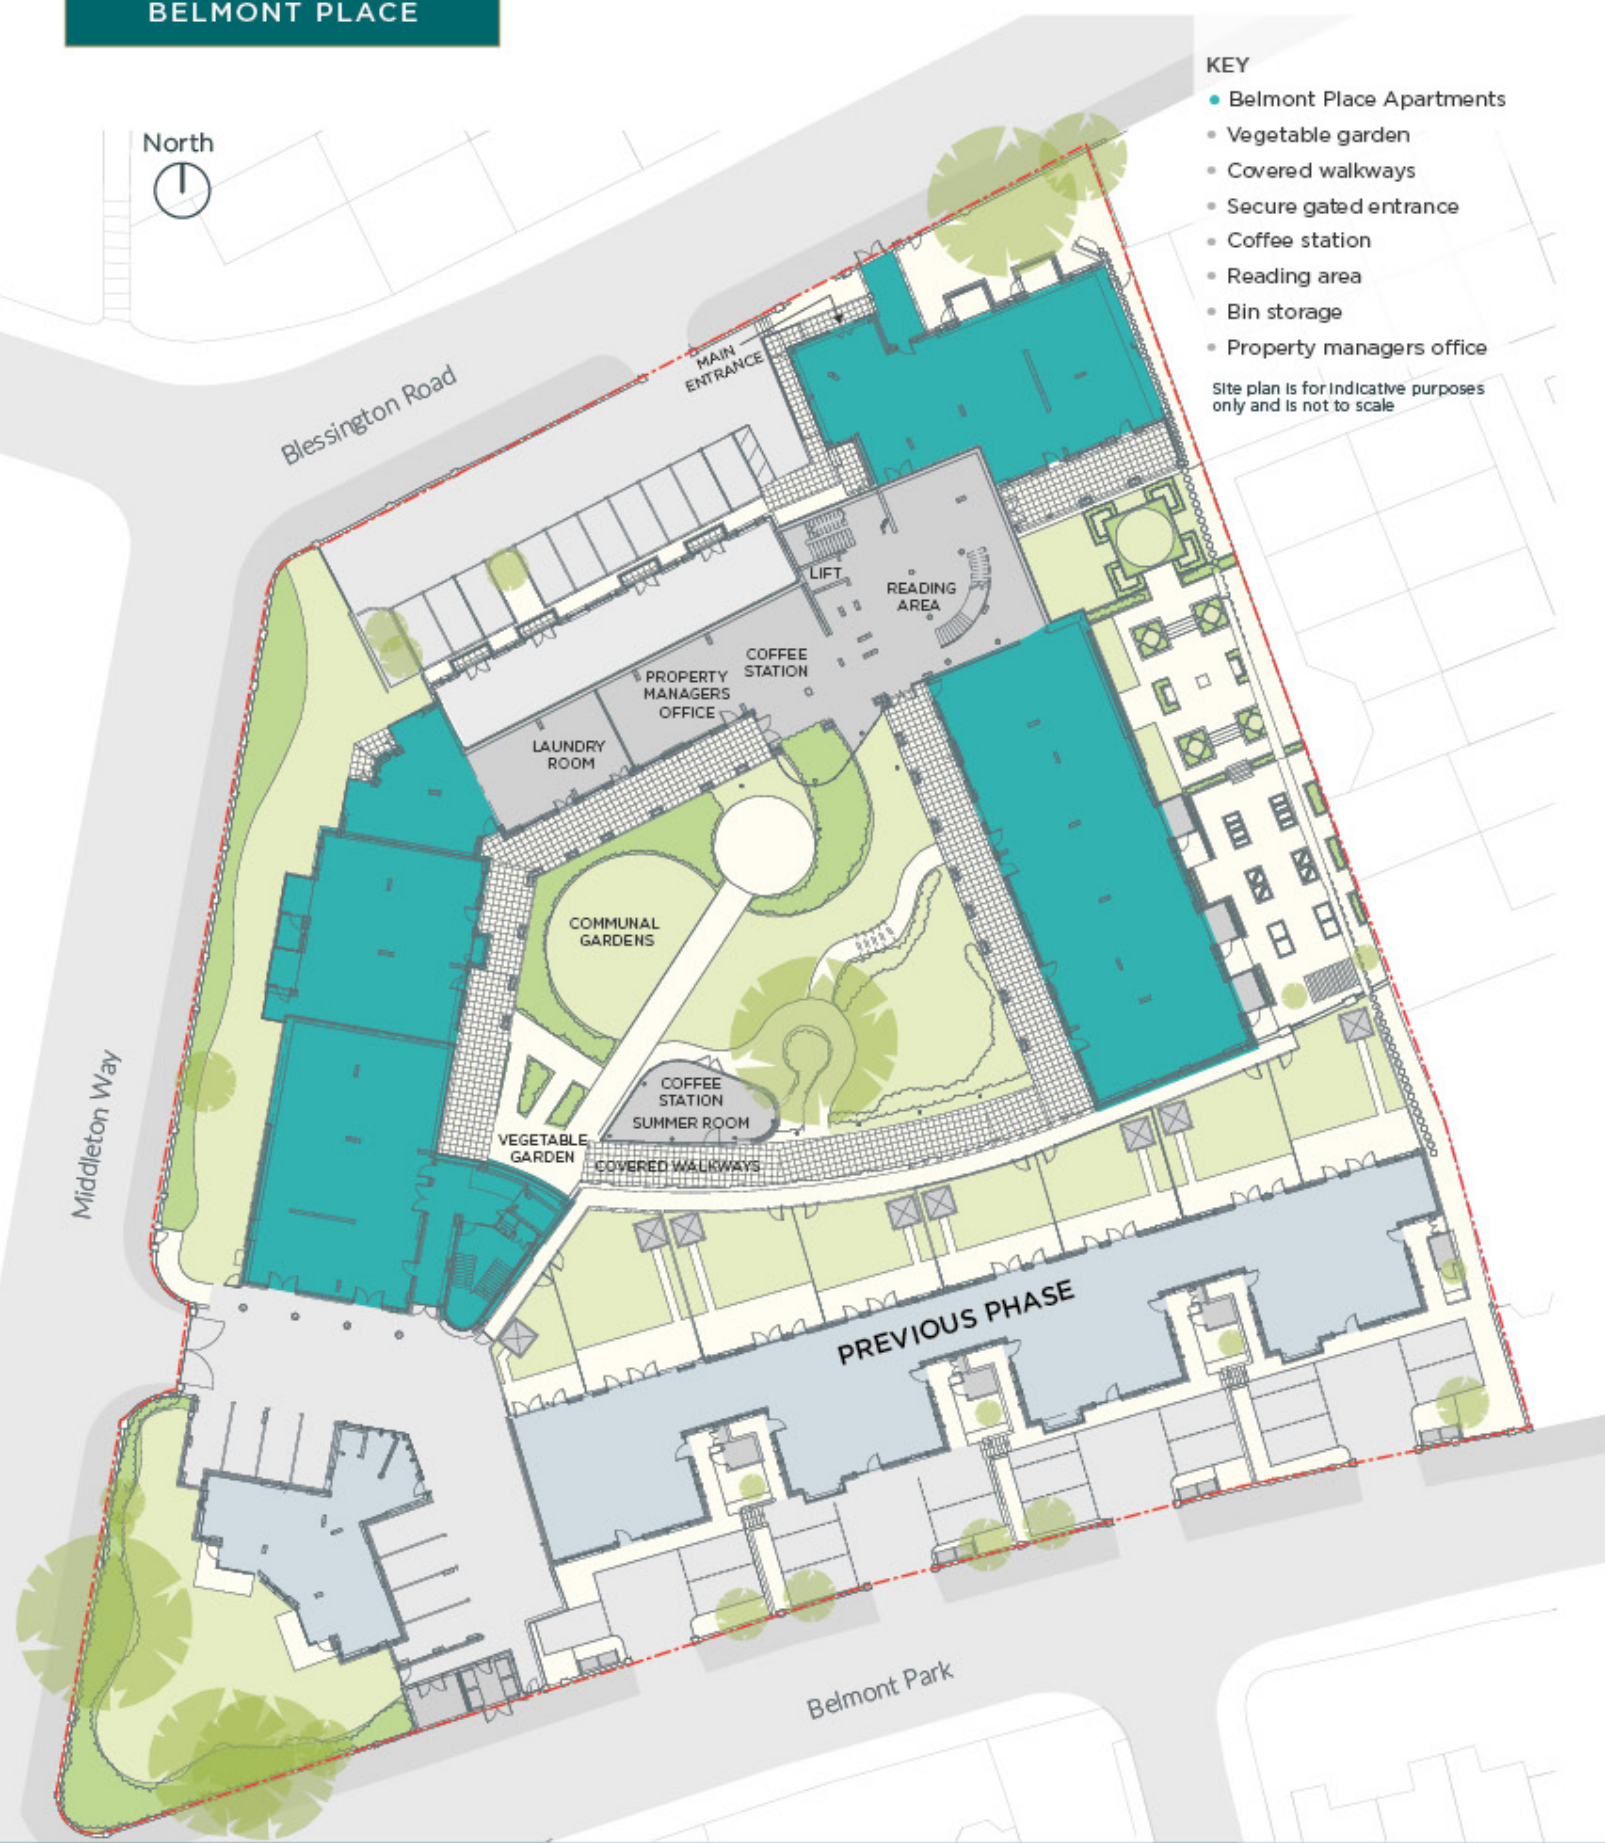 BELMONT PLACE
North
KEY
Belmont Place Apartments
Vegetable garden
Covered walkways
Secure gated entrance
Coffee station
Reading area
Bin storage
Property managers office
Site plan is for indicative purposes
only and is not to scale
Blessington Road
MAIN
ENTRANCE
LIFT
READING
AREA
COFFEE
STATION
PROPERTY
MANAGERS
OFFICE
LAUNDRY
ROOM
COMMUNAL
GARDENS
COFFEE
STATION
SUMMER ROOM
VEGETABLE
GARDEN
COVERED WALKWAYS
Middleton Way
PREVIOUS PHASE
Belmont Park